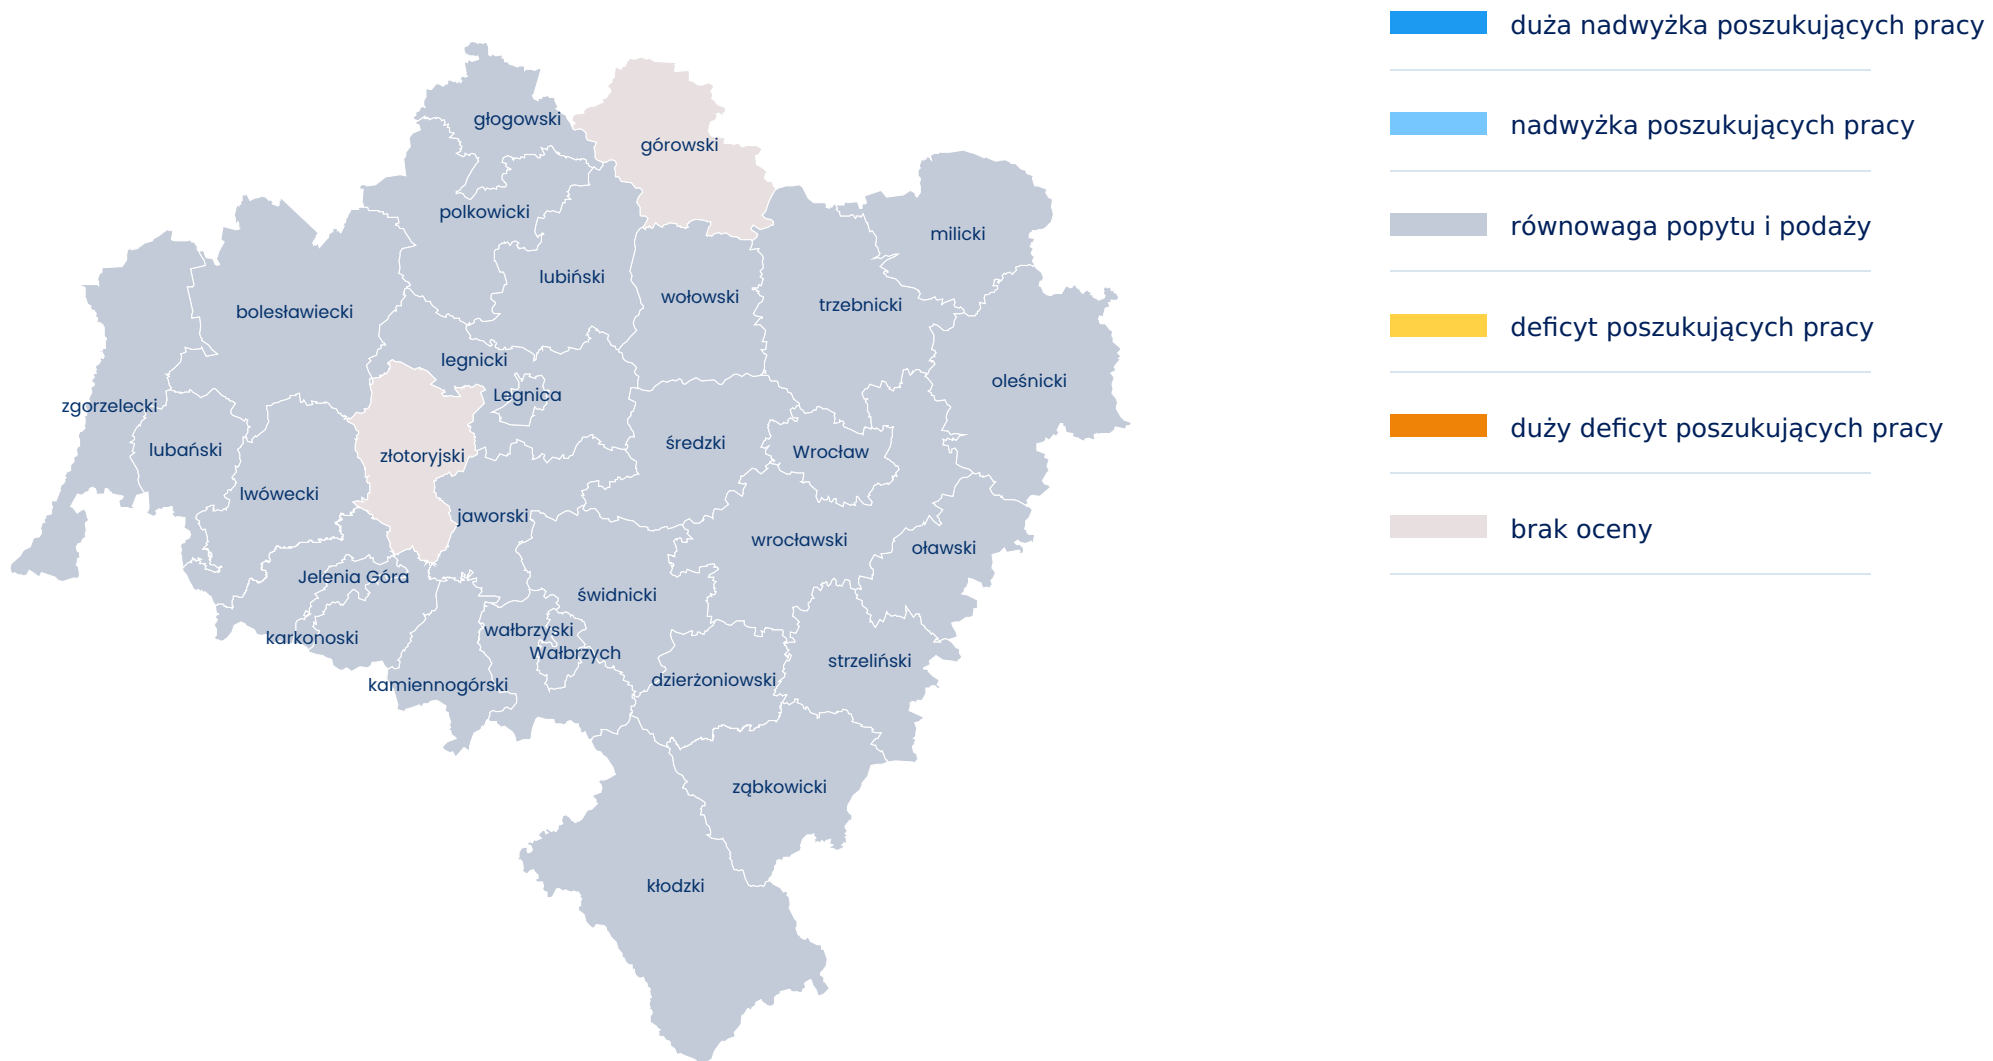 duża nadwyżka poszukujących pracy
nadwyżka poszukujących pracy
równowaga popytu i podaży
deficyt poszukujących pracy
duży deficyt poszukujących pracy
brak oceny
głogowski
górowski
polkowicki
milicki
lubiński
wołowski
trzebnicki
bolesławiecki
legnicki
oleśnicki
Legnica
zgorzelecki
średzki
lubański
Wrocław
złotoryjski
lwówecki
jaworski
wrocławski
oławski
Jelenia Góra
świdnicki
wałbrzyski
karkonoski
Wałbrzych
strzeliński
dzierżoniowski
kamiennogórski
ząbkowicki
kłodzki